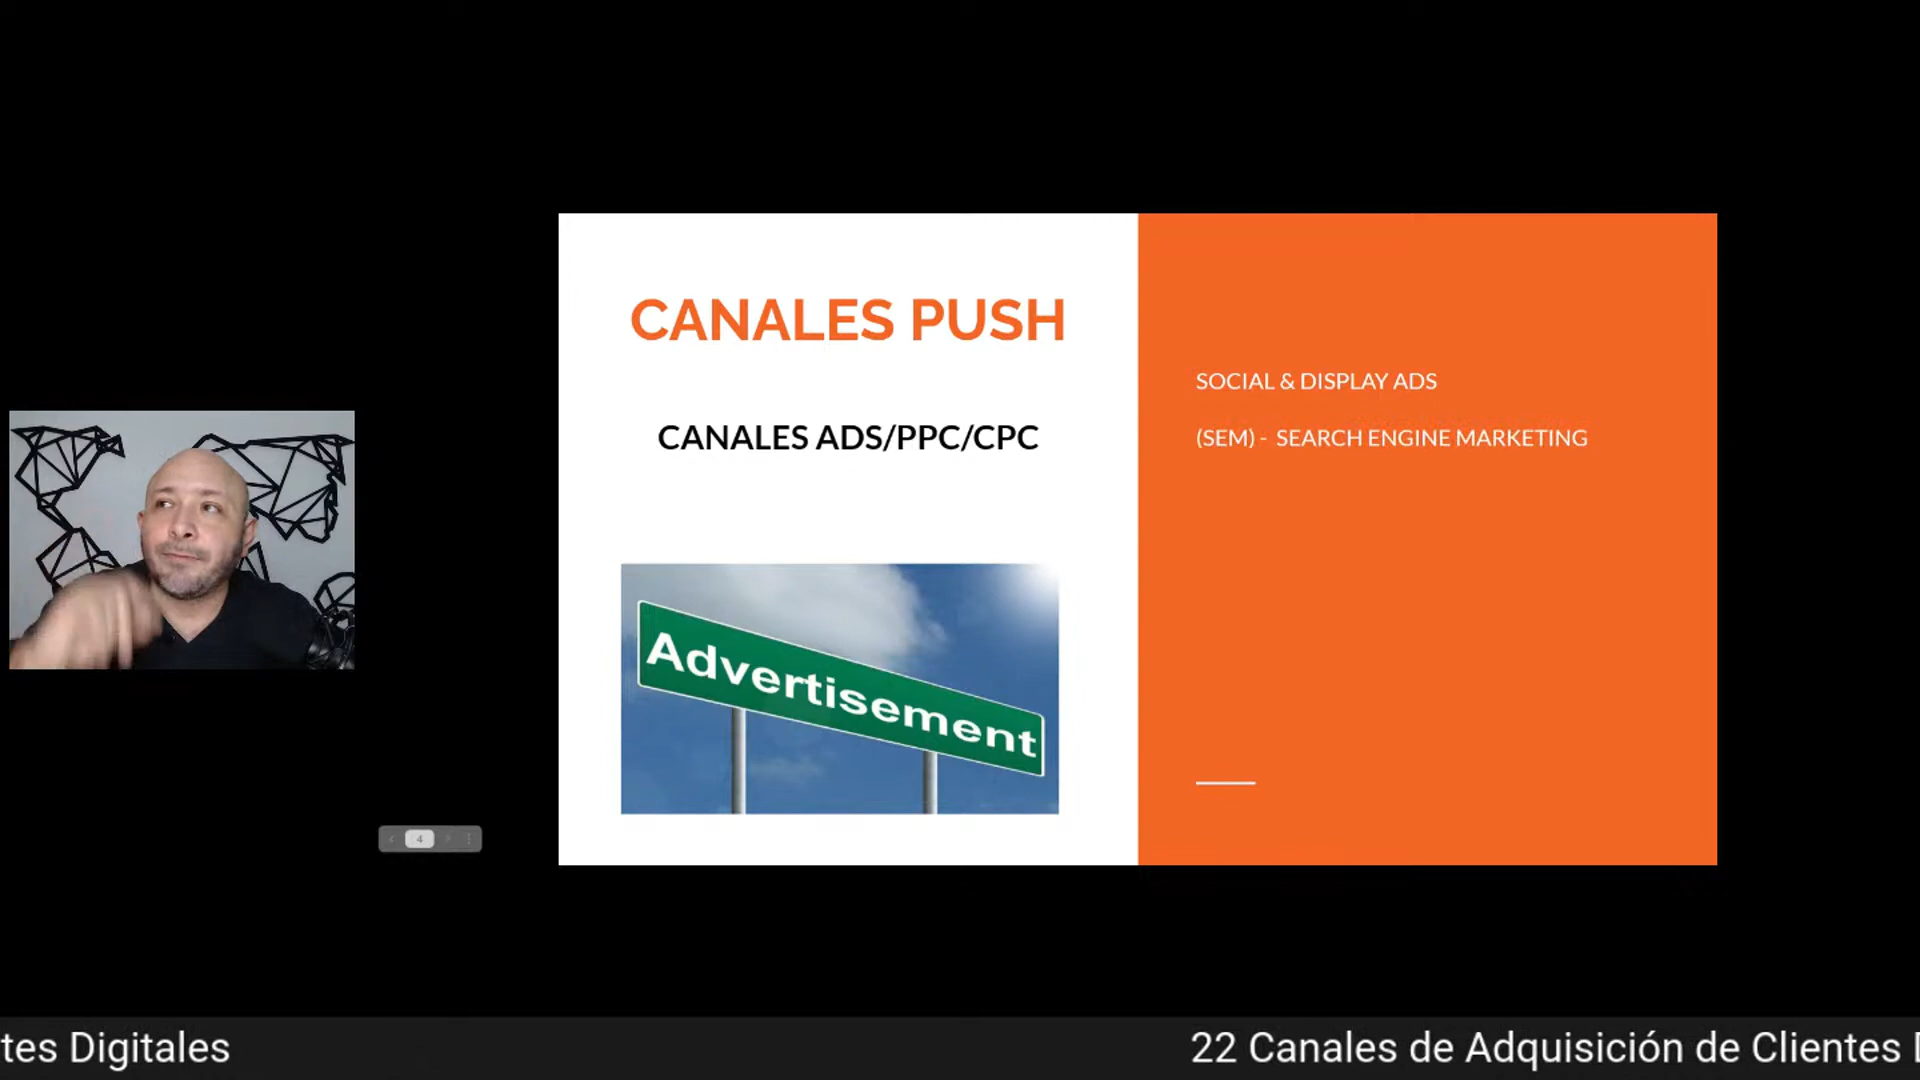 CANALES PUSH
CANALES ADS/PPC/CPC
Advertisement
SOCIAL & DISPLAY ADS
(SEM) - SEARCH ENGINE MARKETING
4
tes Digitales
22 Canales de Adquisición de Clientes